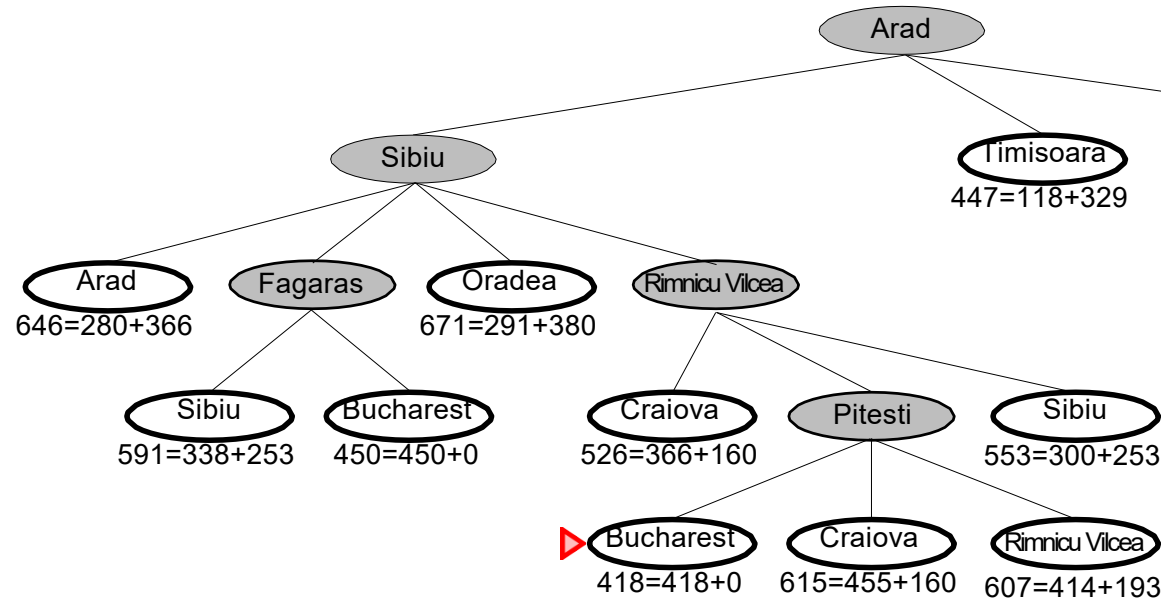 Arad
Sibiu
Timisoara
447=118+329
Arad
Fagaras
Oradea
Rimnicu Vilcea
646=280+366
671=291+380
Sibiu
Bucharest
Craiova
Pitesti
Sibiu
591=338+253
450=450+0
526=366+160
553=300+253
Bucharest
Craiova
Rimnicu Vilcea
418=418+0
615=455+160
607=414+193